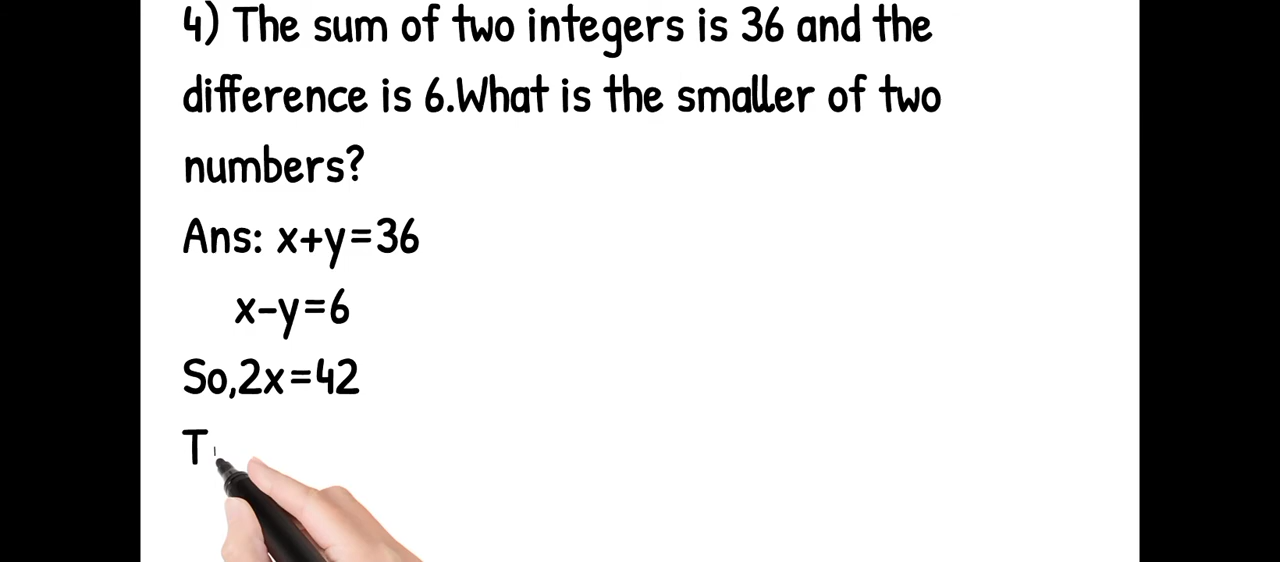 4) The sum of two integers is 36 and the
difference is 6.What is the smaller of two
numbers?
Ans: x+y=36
x-y=6
So,2x=42
T